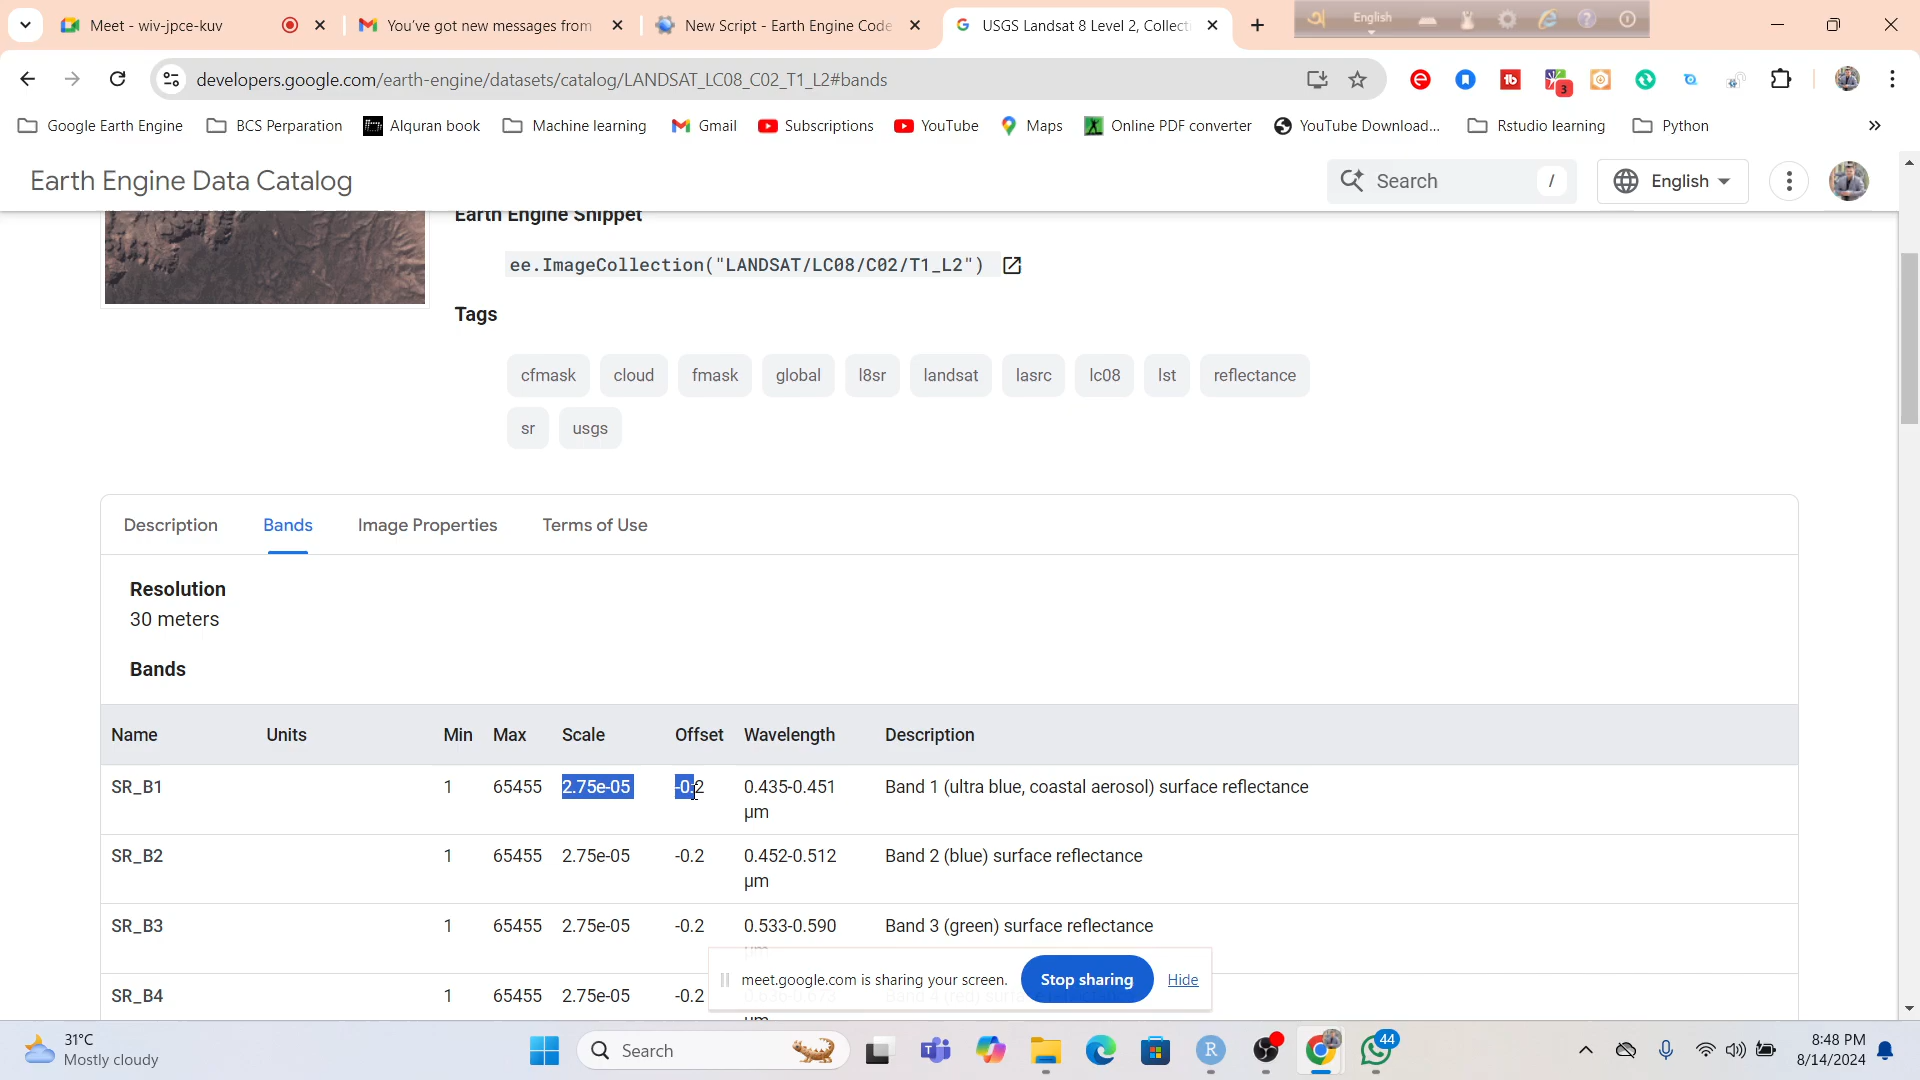 Meet - wiv-jpce-kuv
You've got new messages from
New Script - Earth Engine Code
USGS Landsat 8 Level 2, Collecti
English
developers.google.com/earth-engine/datasets/catalog/LANDSAT_LC08_C02_T1_L2#bands
3
Google Earth Engine
BCS Perparation
Alquran book
Machine learning
Gmail
Subscriptions
YouTube
Maps
Online PDF converter
YouTube Download...
Rstudio learning
Python
»
Earth Engine Data Catalog
Search
/
English
Earth Engine Snippet
ee.ImageCollection("LANDSAT/LC08/C02/T1_L2")
Tags
cfmask cloud fmask global l8sr landsat lasrc lc08 lst reflectance
sr usgs
Description Bands Image Properties Terms of Use
Resolution
30 meters
Bands
Name Units Min Max Scale Offset Wavelength Description
SR_B1 1 65455 2.75e-05 -0.2 0.435-0.451 Band 1 (ultra blue, coastal aerosol) surface reflectance
μm
SR_B2 1 65455 2.75e-05 -0.2 0.452-0.512 Band 2 (blue) surface reflectance
μm
SR_B3 1 65455 2.75e-05 -0.2 0.533-0.590 Band 3 (green) surface reflectance
μm
meet.google.com is sharing your screen. Stop sharing Hide
SR_B4 1 65455 2.75e-05 -0.2
31°C
Mostly cloudy
Search
44
8:48 PM
8/14/2024